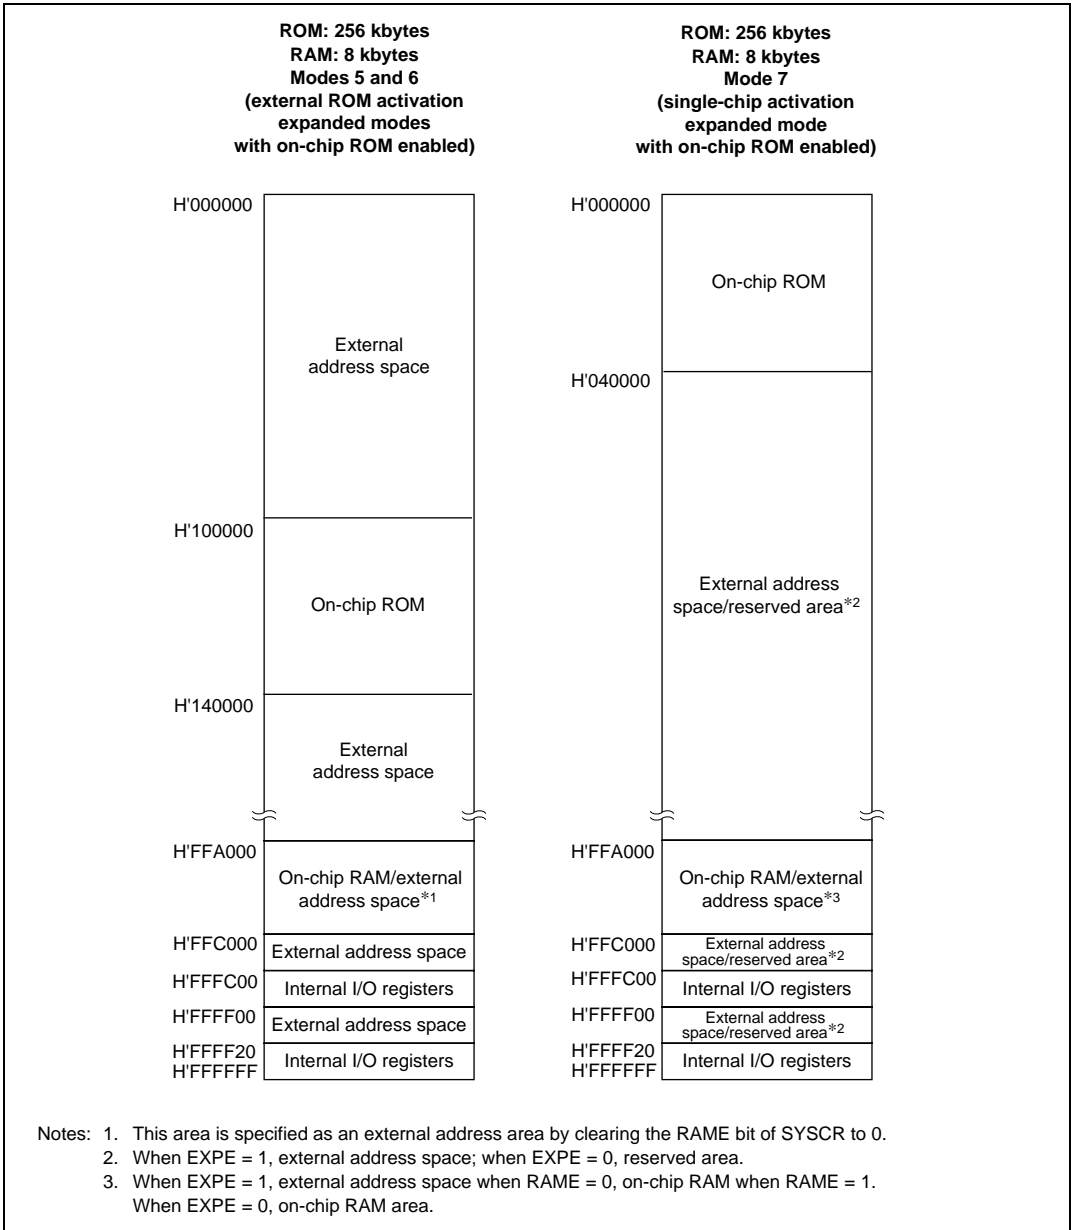 ROM: 256 kbytes
RAM: 8 kbytes
Modes 5 and 6
(external ROM activation
expanded modes
with on-chip ROM enabled)
H'000000
External
address space
H'100000
On-chip ROM
H'140000
External
address space
H'FFA000
On-chip RAM/external
address space*1
H'FFC000
External address space
H'FFFC00
Internal I/O registers
H'FFFF00
External address space
H'FFFF20
Internal I/O registers
H'FFFFFF
ROM: 256 kbytes
RAM: 8 kbytes
Mode 7
(single-chip activation
expanded mode
with on-chip ROM enabled)
H'000000
On-chip ROM
H'040000
External address
space/reserved area*2
H'FFA000
On-chip RAM/external
address space*3
H'FFC000
External address
space/reserved area*2
H'FFFC00
Internal I/O registers
H'FFFF00
External address
space/reserved area*2
H'FFFF20
Internal I/O registers
H'FFFFFF
Notes: 1. This area is specified as an external address area by clearing the RAME bit of SYSCR to 0.
2. When EXPE = 1, external address space; when EXPE = 0, reserved area.
3. When EXPE = 1, external address space when RAME = 0, on-chip RAM when RAME = 1.
When EXPE = 0, on-chip RAM area.